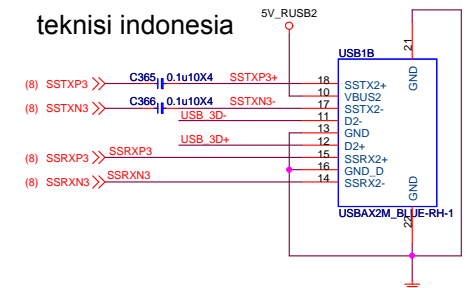 teknisi indonesia
5V_RUSB2
USB1B
21
GND
(8) SSTXP3 C365 0.1u10X4 SSTXP3+ 18 SSTX2+
10 VBUS2
(8) SSTXN3 C366 0.1u10X4 SSTXN3- 17 SSTX2-
USB_3D- 11 D2-
13 GND
USB_3D+ 12 D2+
(8) SSRXP3 SSRXP3 15 SSRX2+
16 GND_D
(8) SSRXN3 SSRXN3 14 SSRX2-
GND
22
USBAX2M_BLUE-RH-1